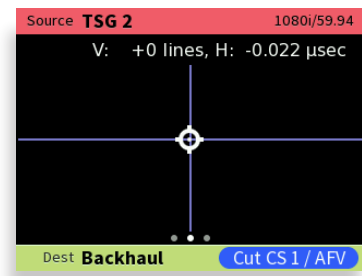 Source TSG 2 1080i/59.94
V: +0 lines, H: -0.022 µsec
Dest Backhaul Cut CS 1 / AFV